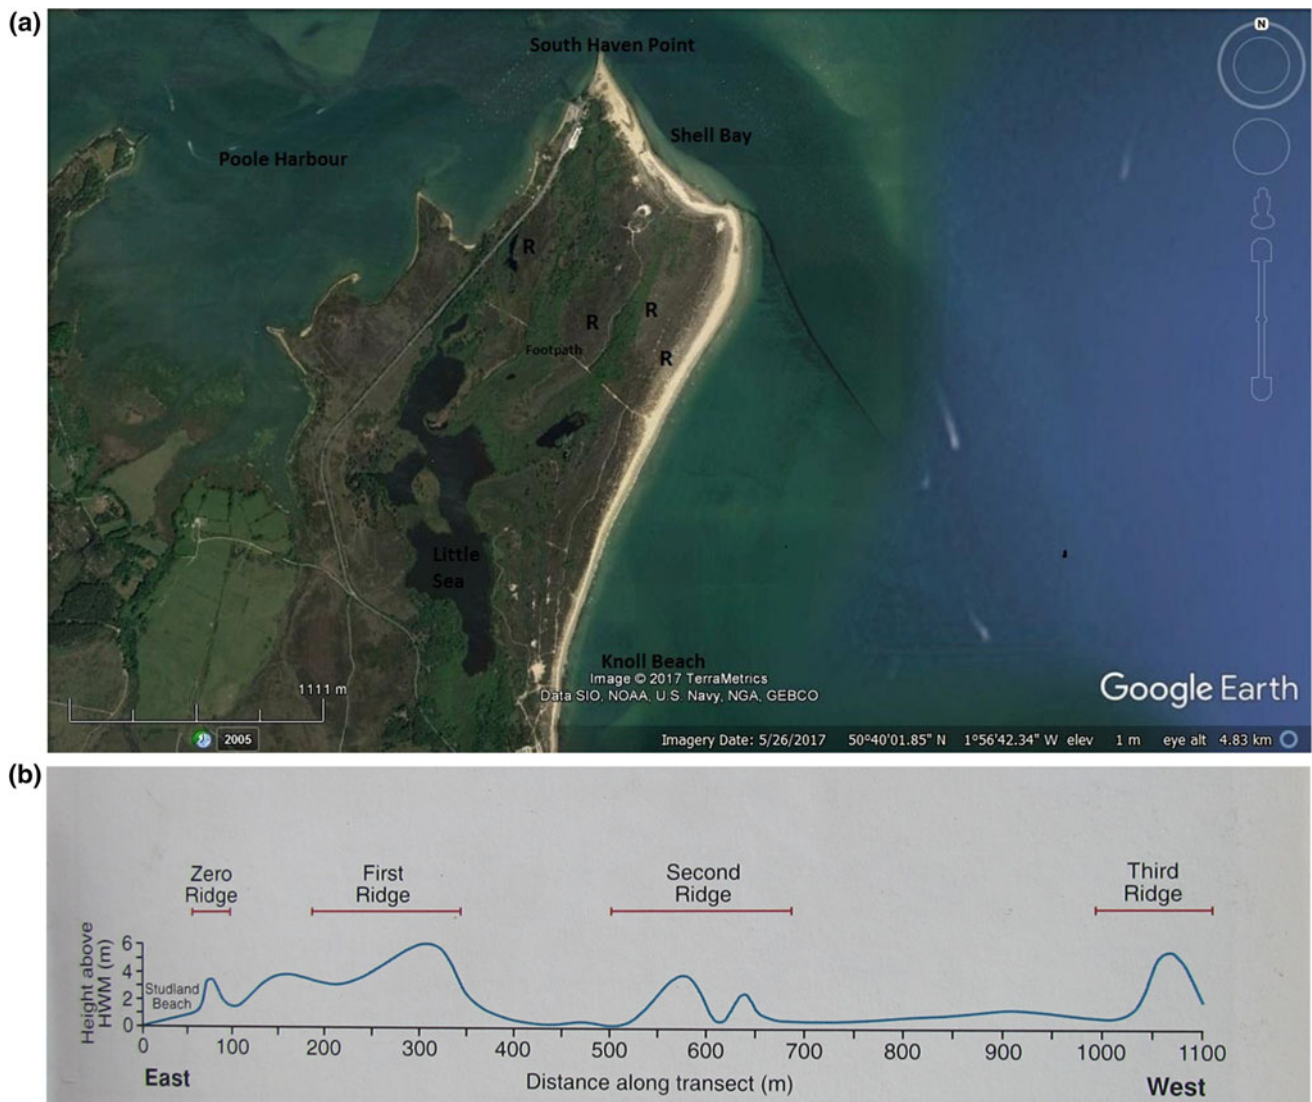 (a)
N
South Haven Point
Shell Bay
Poole Harbour
R
R
R
Footpath
R
Little
Sea
Knoll Beach
Image © 2017 TerraMetrics
Data SIO, NOAA, U.S. Navy, NGA, GEBCO
Google Earth
1111 m
2005
Imagery Date: 5/26/2017 50°40'01.85" N 1°56'42.34" W elev 1 m eye alt 4.83 km
(b)
Zero
Ridge
First
Ridge
Second
Ridge
Third
Ridge
Height above
HWM (m)
6
4
2
0
Studland
Beach
0 100 200 300 400 500 600 700 800 900 1000 1100
East
Distance along transect (m)
West